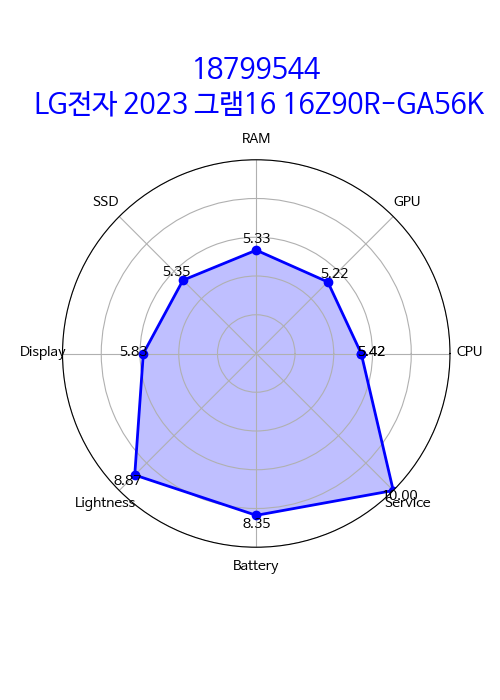 18799544
LG전자 2023 그램16 16Z90R-GA56K
RAM
SSD
GPU
5.33
5.35
5.22
Display
5.83
5.42
CPU
8.87
10.00
Lightness
Service
8.35
Battery